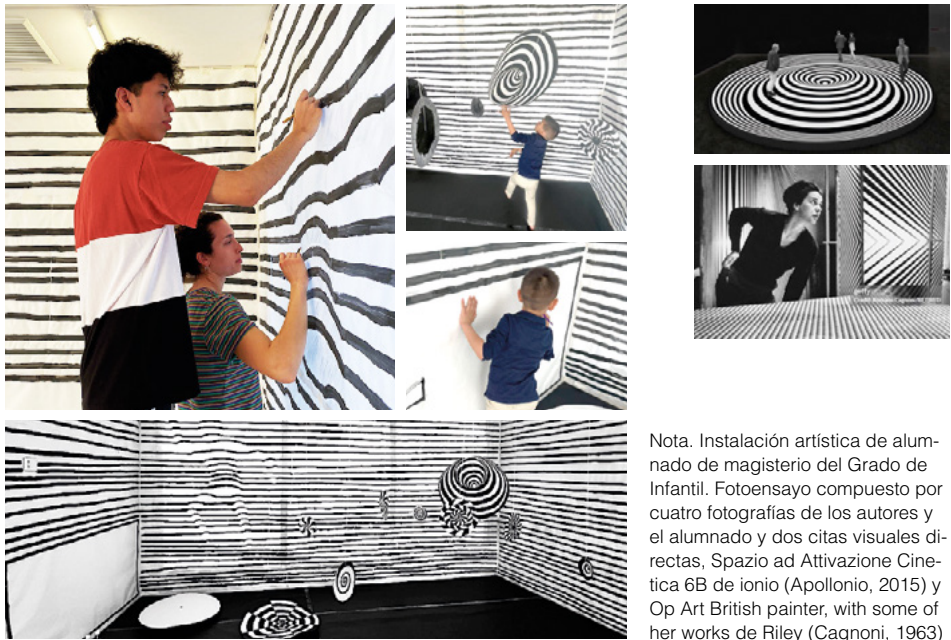 Nota. Instalación artística de alum-
nado de magisterio del Grado de
Infantil. Fotoensayo compuesto por
cuatro fotografías de los autores y
el alumnado y dos citas visuales di-
rectas, Spazio ad Attivazione Cine-
tica 6B de ionio (Apollonio, 2015) y
Op Art British painter, with some of
her works de Riley (Cagnoni, 1963)